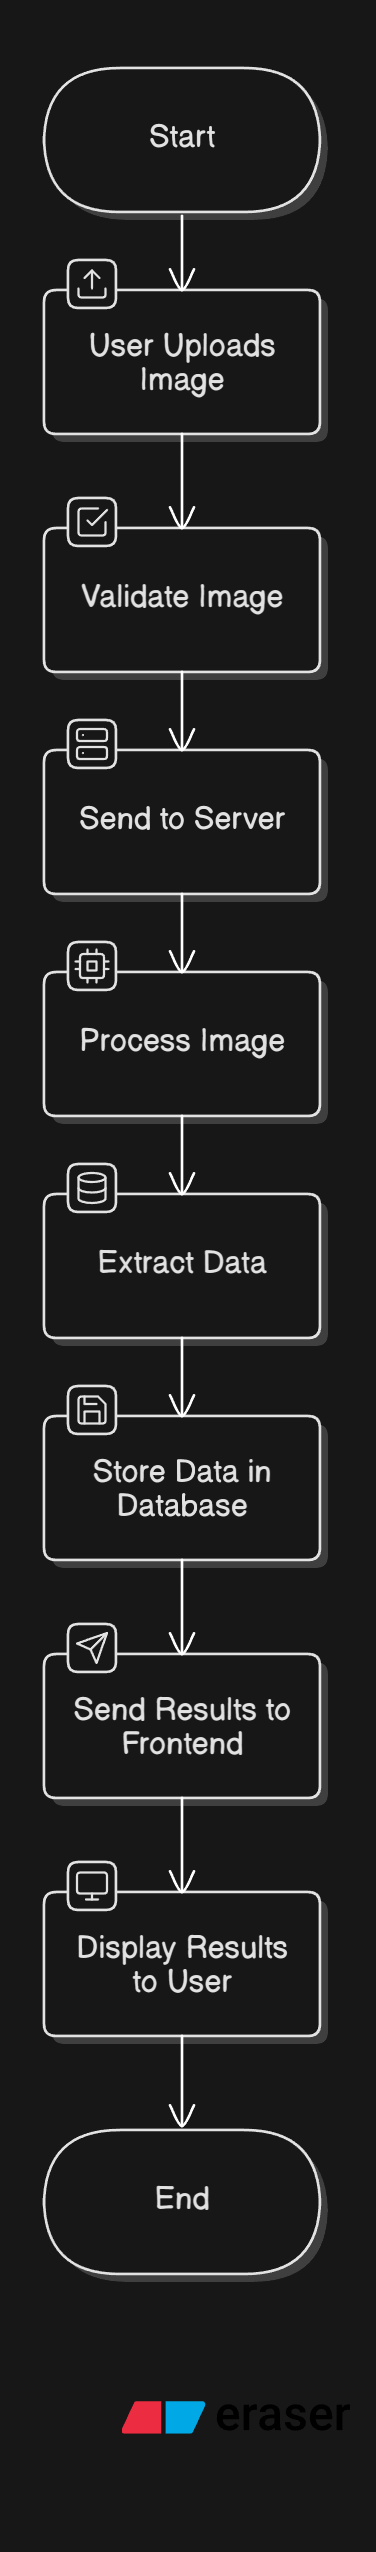 Start
User Uploads
Image
Validate Image
Send to Server
Process Image
Extract Data
Store Data in
Database
Send Results to
Frontend
Display Results
to User
End
eraser